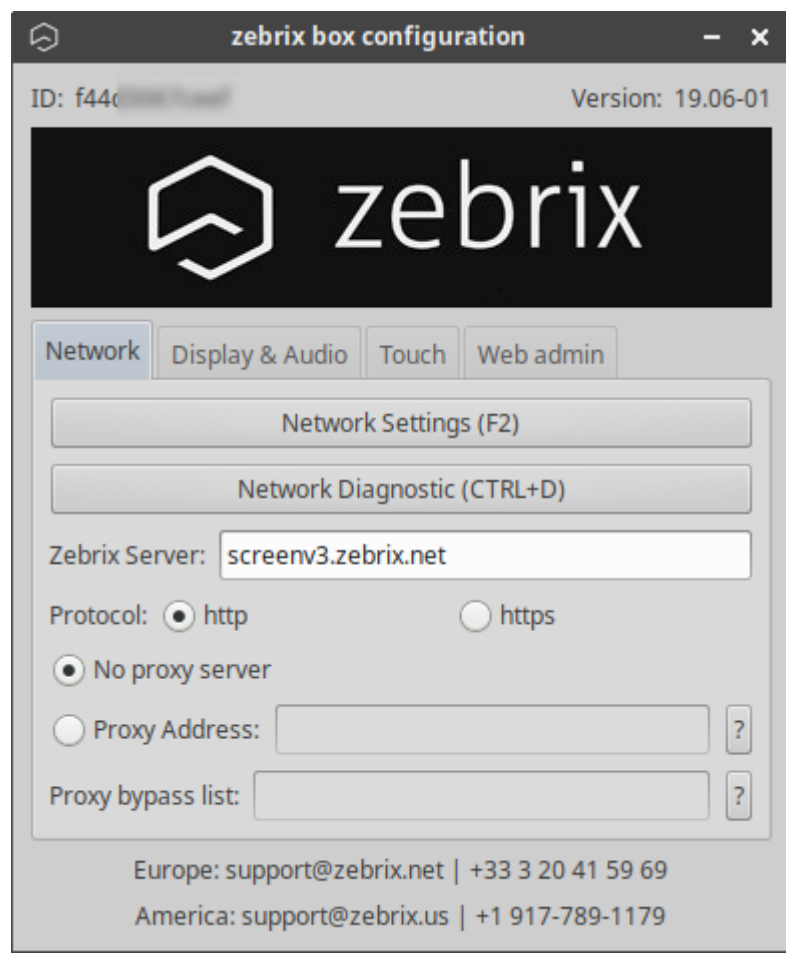 zebrix box configuration
ID: f44 Version: 19.06-01
zebrix
Network Display & Audio Touch Web admin
Network Settings (F2)
Network Diagnostic (CTRL+D)
Zebrix Server: screenv3.zebrix.net
Protocol: http https
No proxy server
Proxy Address: ?
Proxy bypass list: ?
Europe: support@zebrix.net | +33 3 20 41 59 69
America: support@zebrix.us | +1 917-789-1179